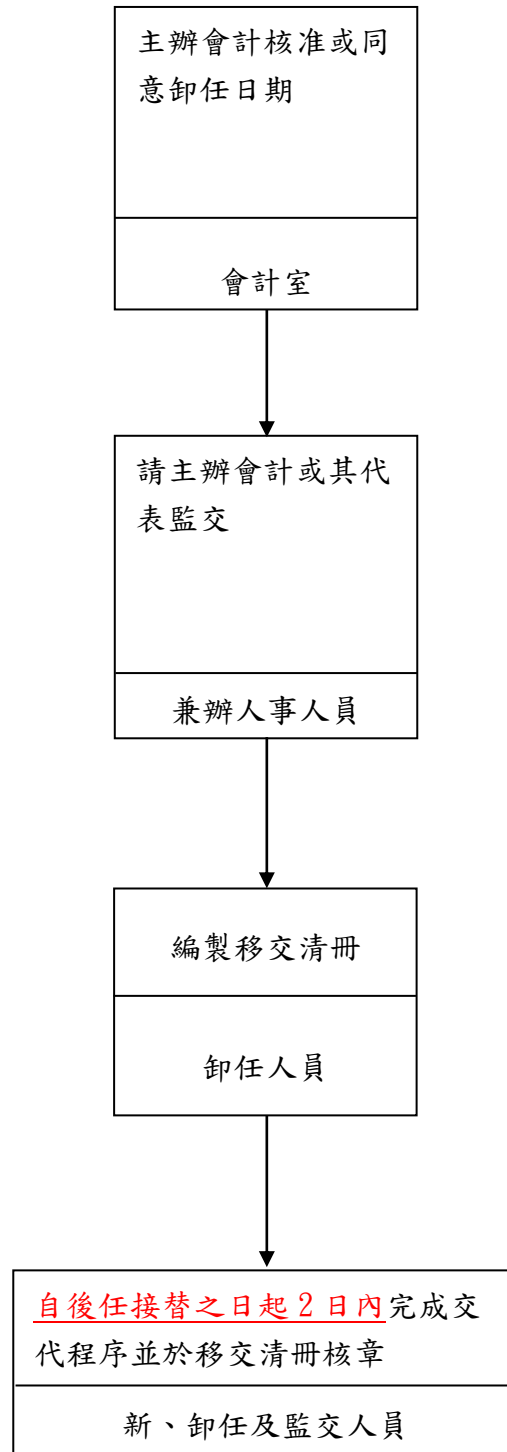 主辦會計核准或同
意卸任日期
會計室
請主辦會計或其代
表監交
兼辦人事人員
編製移交清冊
卸任人員
自後任接替之日起 2 日內完成交
代程序並於移交清冊核章
新、卸任及監交人員